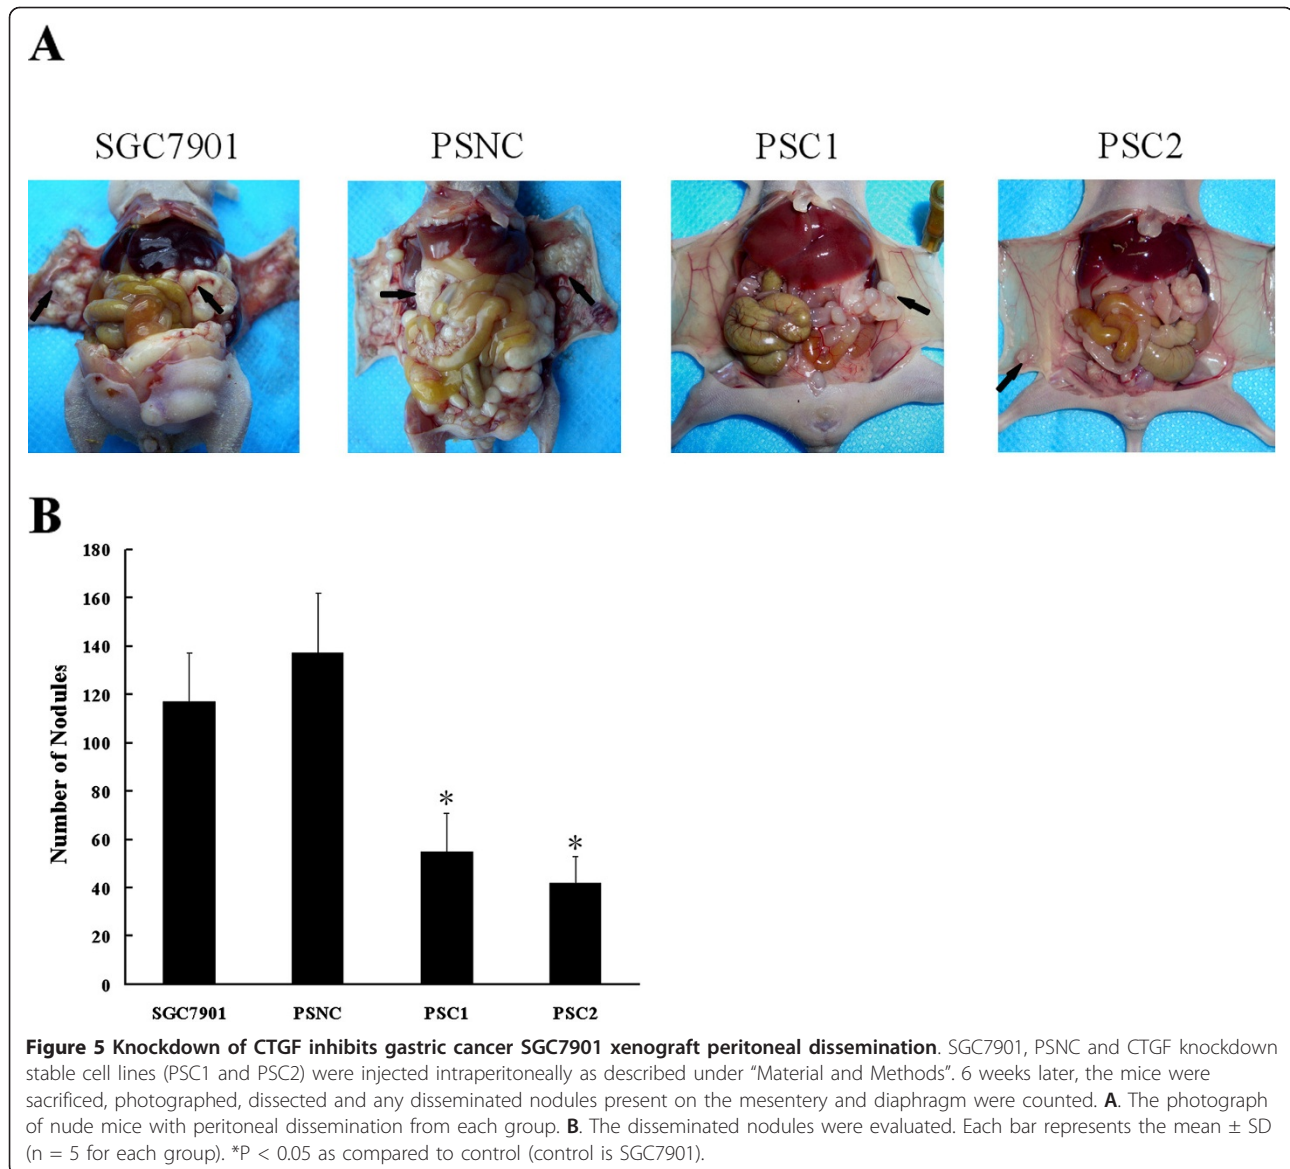 A
SGC7901 PSNC PSC1 PSC2
B
180
160
140
120
100
80
60
40
20
0
Number of Nodules
*
*
SGC7901 PSNC PSC1 PSC2
Figure 5 Knockdown of CTGF inhibits gastric cancer SGC7901 xenograft peritoneal dissemination. SGC7901, PSNC and CTGF knockdown
stable cell lines (PSC1 and PSC2) were injected intraperitoneally as described under “Material and Methods”. 6 weeks later, the mice were
sacrificed, photographed, dissected and any disseminated nodules present on the mesentery and diaphragm were counted. A. The photograph
of nude mice with peritoneal dissemination from each group. B. The disseminated nodules were evaluated. Each bar represents the mean ± SD
(n = 5 for each group). *P < 0.05 as compared to control (control is SGC7901).